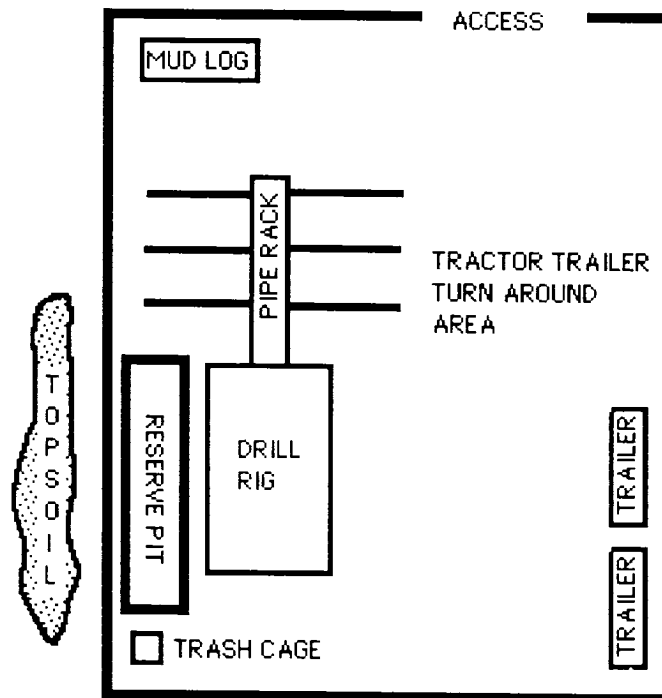 ACCESS
MUD LOG
PIPE RACK
TRACTOR TRAILER
TURN AROUND
AREA
TOPSOIL
RESERVE PIT
DRILL
RIG
TRAILER
TRAILER
TRASH CAGE